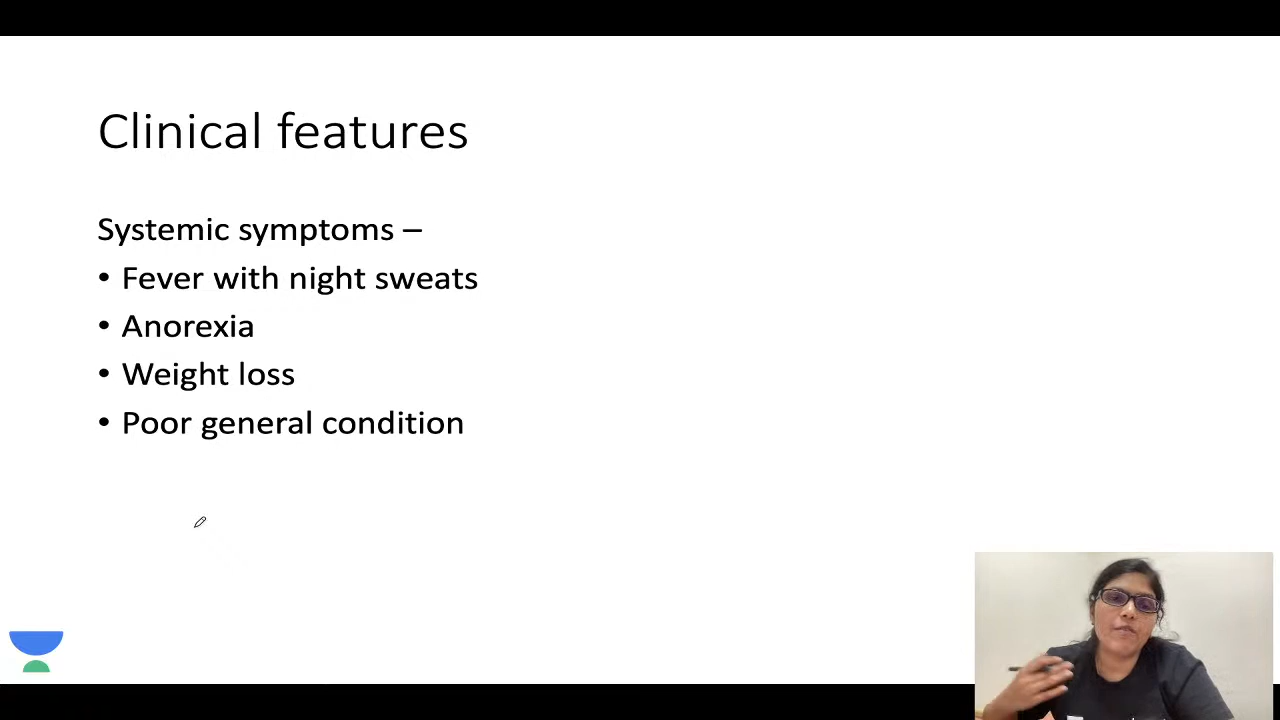 Clinical features
Systemic symptoms –
• Fever with night sweats
• Anorexia
• Weight loss
• Poor general condition